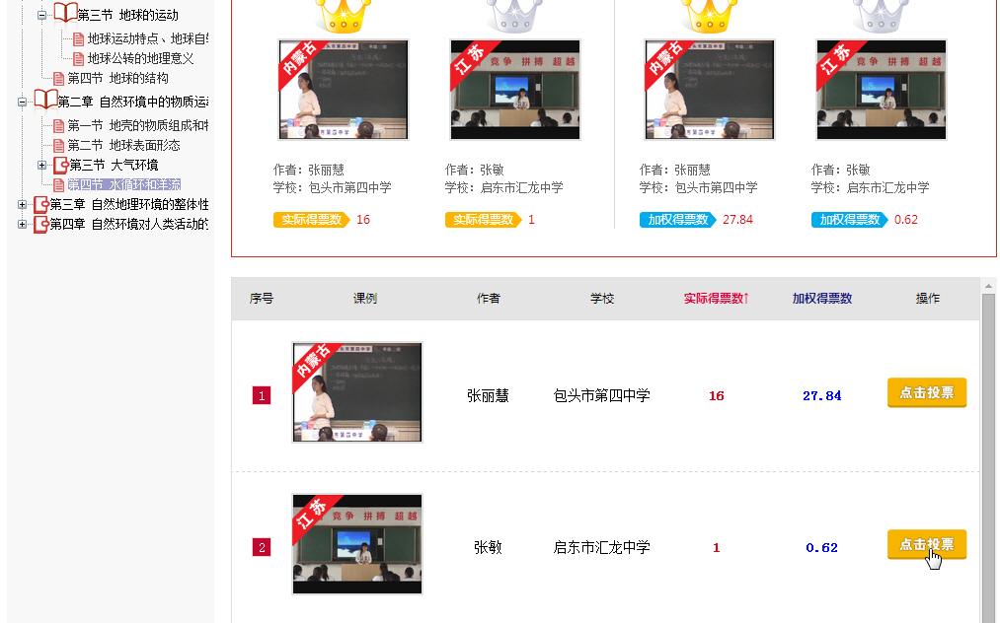 第三节 地球的运动
地球运动特点、地球自
地球公转的地理意义
第四节 地球的结构
第二章 自然环境中的物质运动
第一节 地壳的物质组成和
第二节 地球表面形态
第三节 大气环境
第四节 水循环和洋流
第三章 自然地理环境的整体性
第四章 自然环境对人类活动的
内蒙古
江苏
竞争 拼搏 超越
内蒙古
江苏
竞争 拼搏 超越
作者：张丽慧
学校：包头市第四中学
实际得票数 16
作者：张敏
学校：启东市汇龙中学
实际得票数 1
作者：张丽慧
学校：包头市第四中学
加权得票数 27.84
作者：张敏
学校：启东市汇龙中学
加权得票数 0.62
序号 课例 作者 学校 实际得票数↑ 加权得票数 操作
1 内蒙古 张丽慧 包头市第四中学 16 27.84 点击投票
2 江苏 竞争 拼搏 超越 张敏 启东市汇龙中学 1 0.62 点击投票